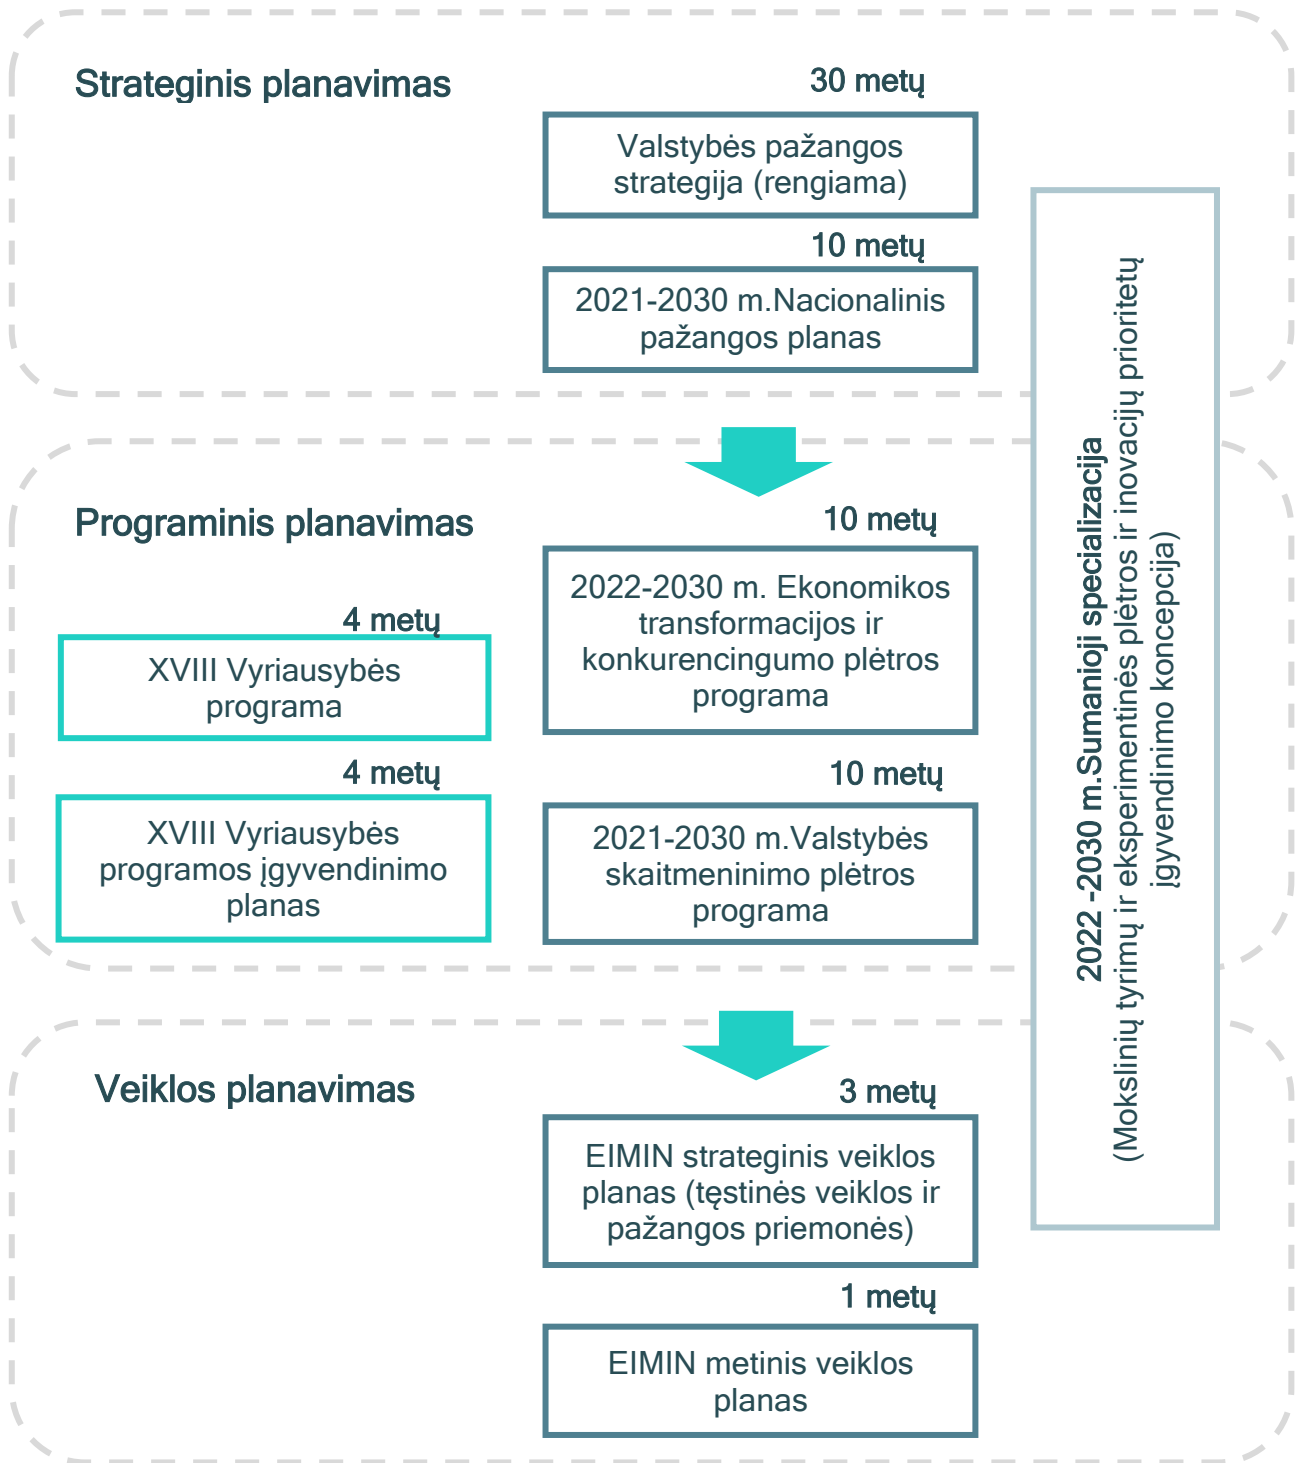 Strateginis planavimas
30 metų
Valstybės pažangos
strategija (rengiama)
10 metų
2021-2030 m.Nacionalinis
pažangos planas
Programinis planavimas
10 metų
2022-2030 m. Ekonomikos
transformacijos ir
konkurencingumo plėtros
programa
4 metų
XVIII Vyriausybės
programa
4 metų
XVIII Vyriausybės
programos įgyvendinimo
planas
10 metų
2021-2030 m.Valstybės
skaitmeninimo plėtros
programa
Veiklos planavimas
3 metų
EIMIN strateginis veiklos
planas (tęstinės veiklos ir
pažangos priemonės)
1 metų
EIMIN metinis veiklos
planas
2022 -2030 m.Sumanioji specializacija
(Mokslinių tyrimų ir eksperimentinės plėtros ir inovacijų prioritetų
įgyvendinimo koncepcija)